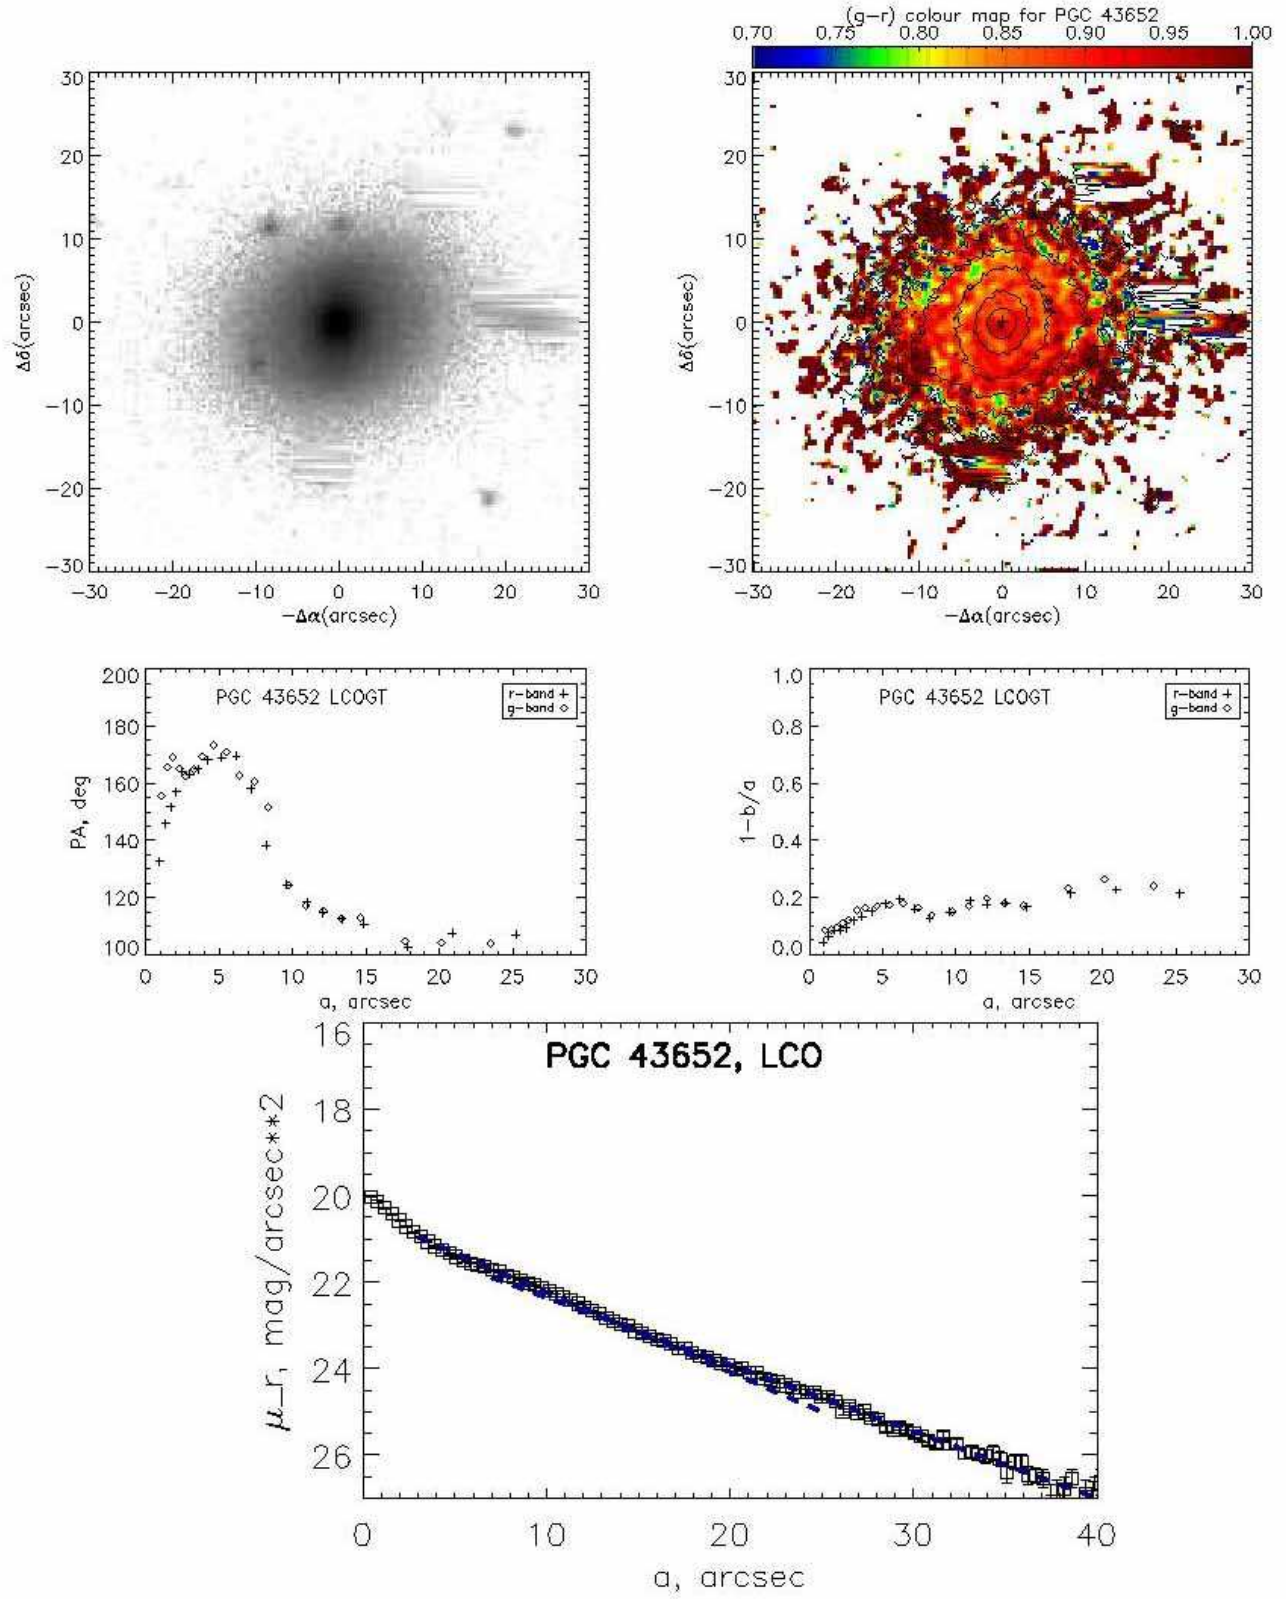 (g−r) colour map for PGC 43652
0.70 0.75 0.80 0.85 0.90 0.95 1.00
30
20
10
0
−10
−20
−30
Δδ(arcsec)
−30 −20 −10 0 10 20 30
−Δα(arcsec)
30
20
10
0
−10
−20
−30
Δδ(arcsec)
−30 −20 −10 0 10 20 30
−Δα(arcsec)
200
180
160
140
120
100
PA, deg
PGC 43652 LCOGT
r−band +
g−band ◇
0 5 10 15 20 25 30
a, arcsec
1.0
0.8
0.6
0.4
0.2
0.0
1−b/a
PGC 43652 LCOGT
r−band +
g−band ◇
0 5 10 15 20 25 30
a, arcsec
16
18
20
22
24
26
μ_r, mag/arcsec**2
PGC 43652, LCO
0 10 20 30 40
a, arcsec